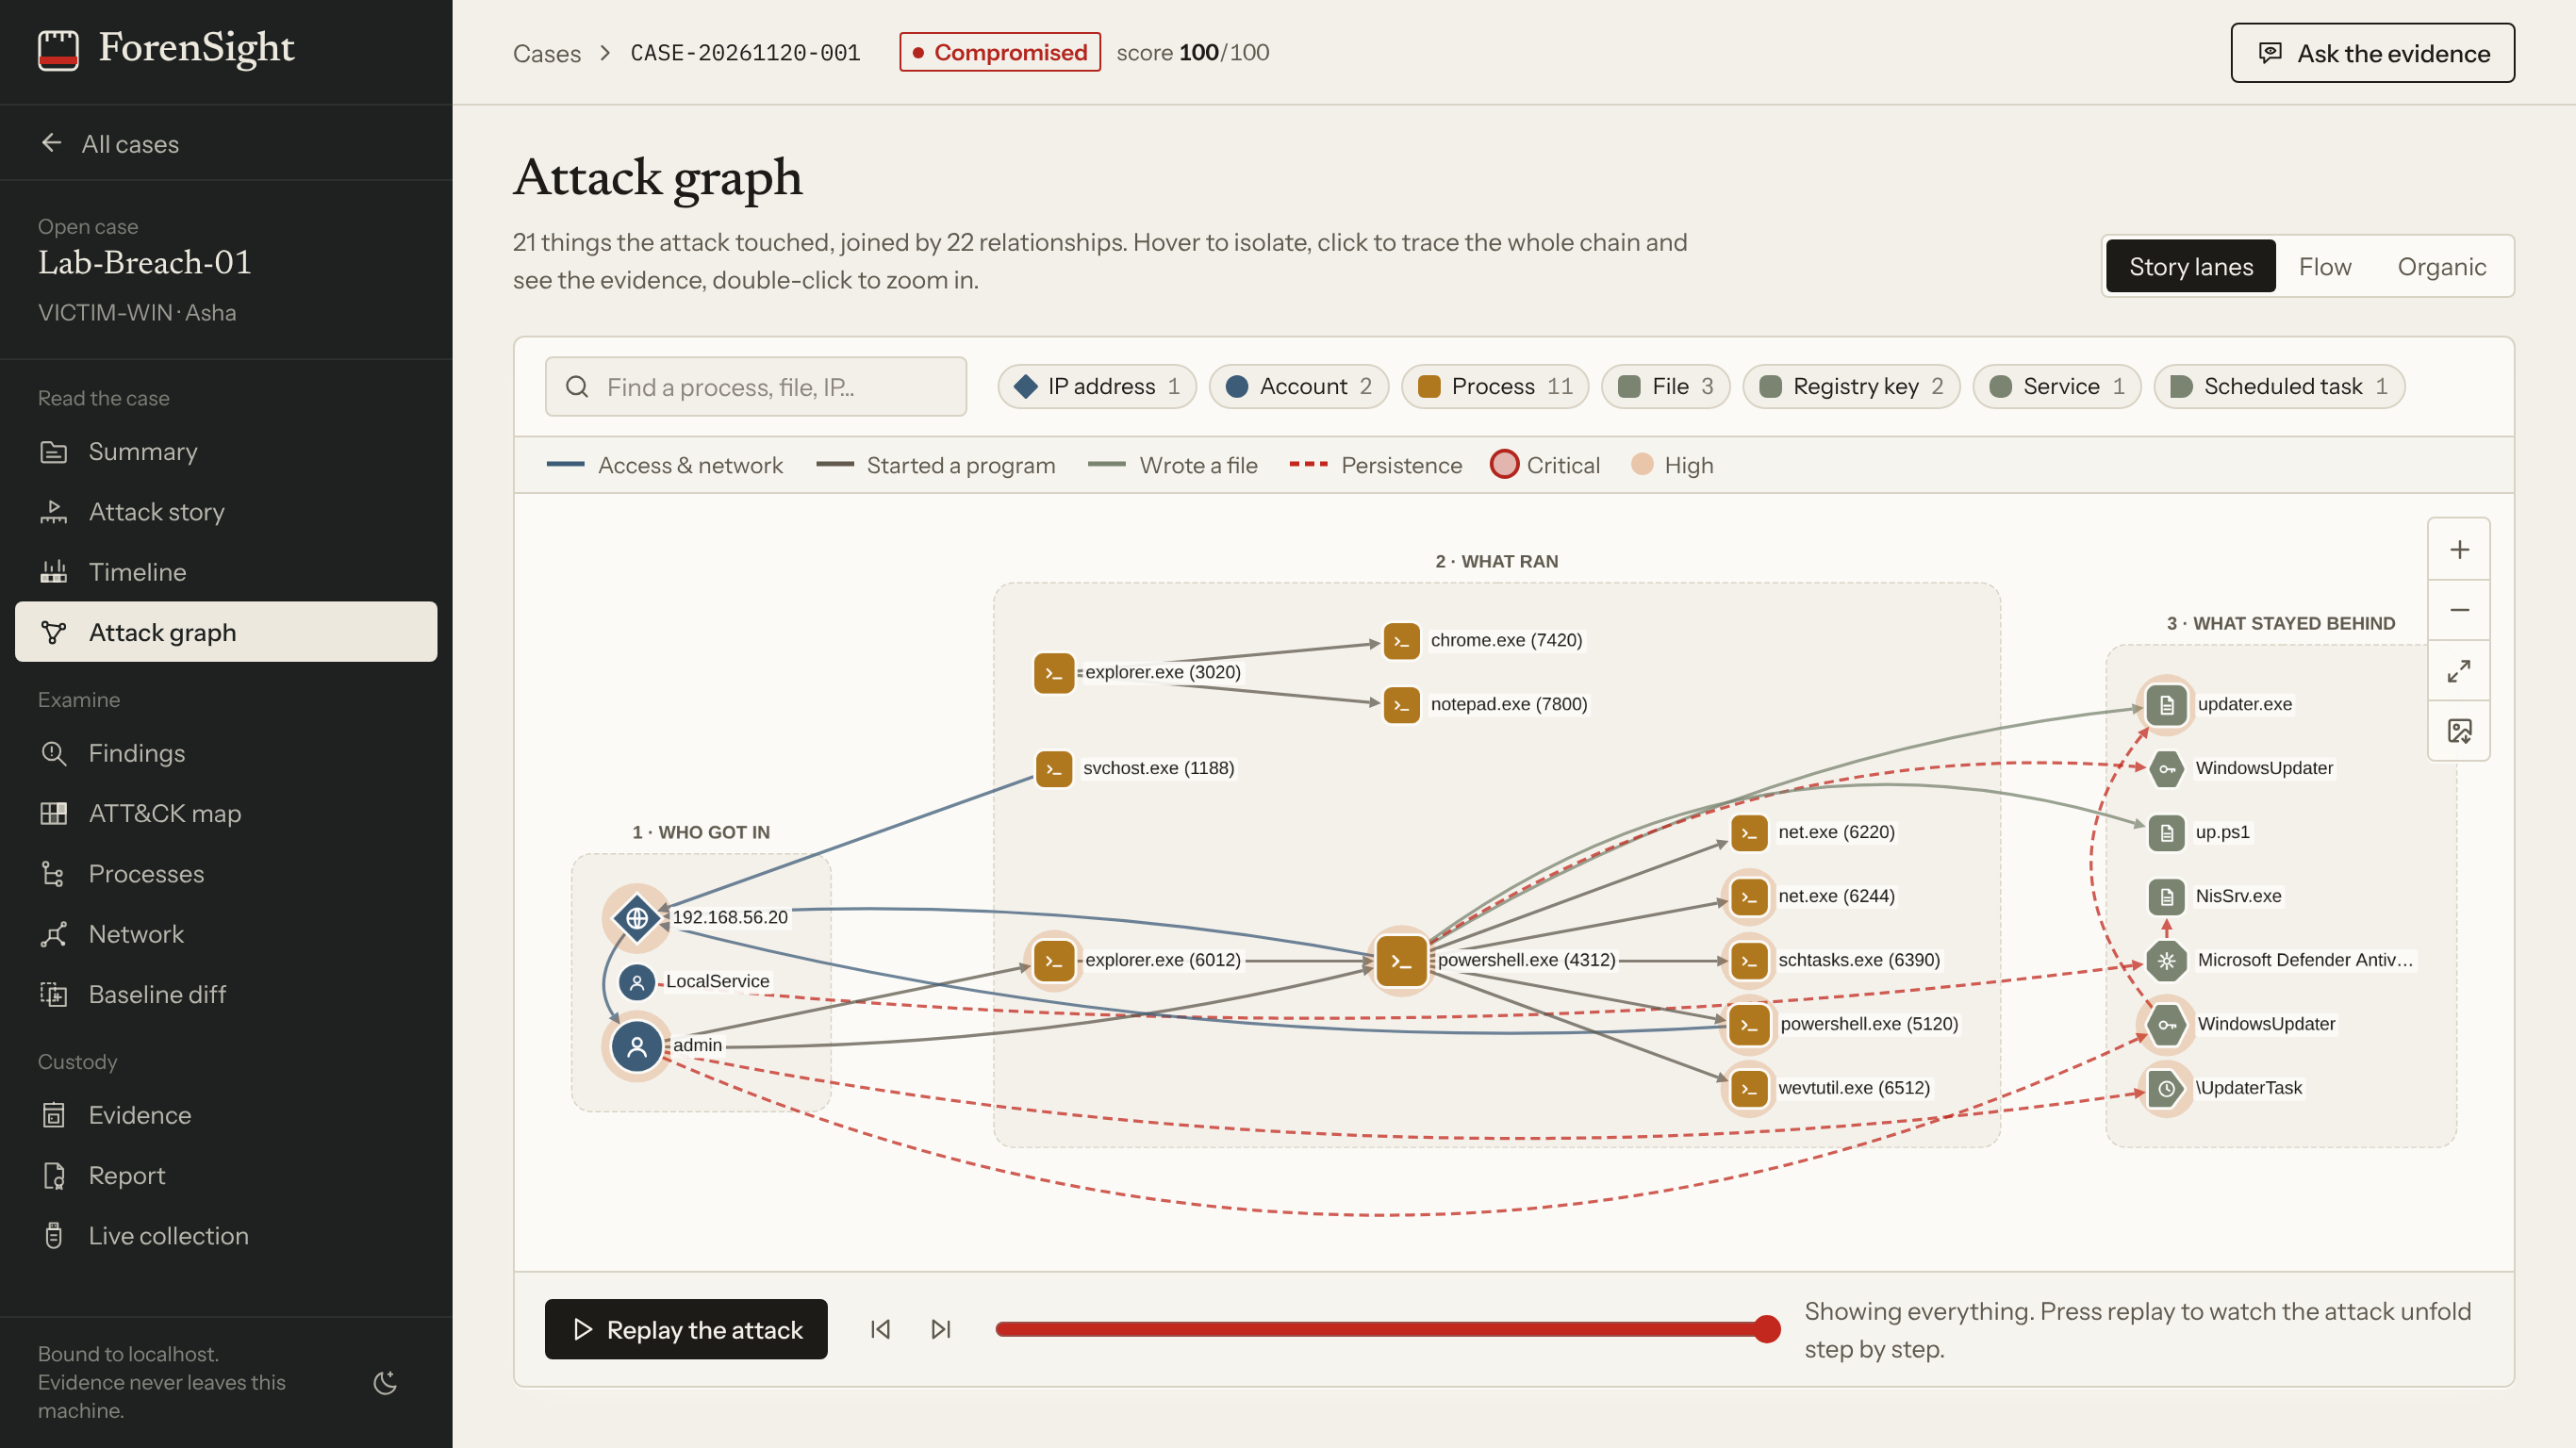 ForenSight
All cases
Open case
Lab-Breach-01
VICTIM-WIN · Asha
Read the case
Summary
Attack story
Timeline
Attack graph
Examine
Findings
ATT&CK map
Processes
Network
Baseline diff
Custody
Evidence
Report
Live collection
Bound to localhost.
Evidence never leaves this
machine.
Cases > CASE-20261120-001 Compromised score 100/100
Ask the evidence
Attack graph
21 things the attack touched, joined by 22 relationships. Hover to isolate, click to trace the whole chain and
see the evidence, double-click to zoom in.
Story lanes Flow Organic
Find a process, file, IP...
IP address 1 Account 2 Process 11 File 3 Registry key 2 Service 1 Scheduled task 1
Access & network Started a program Wrote a file Persistence Critical High
1 · WHO GOT IN
192.168.56.20
LocalService
admin
2 · WHAT RAN
explorer.exe (3020)
chrome.exe (7420)
notepad.exe (7800)
svchost.exe (1188)
explorer.exe (6012)
powershell.exe (4312)
net.exe (6220)
net.exe (6244)
schtasks.exe (6390)
powershell.exe (5120)
wevtutil.exe (6512)
3 · WHAT STAYED BEHIND
updater.exe
WindowsUpdater
up.ps1
NisSrv.exe
Microsoft Defender Antiv...
WindowsUpdater
\UpdaterTask
Replay the attack
Showing everything. Press replay to watch the attack unfold
step by step.